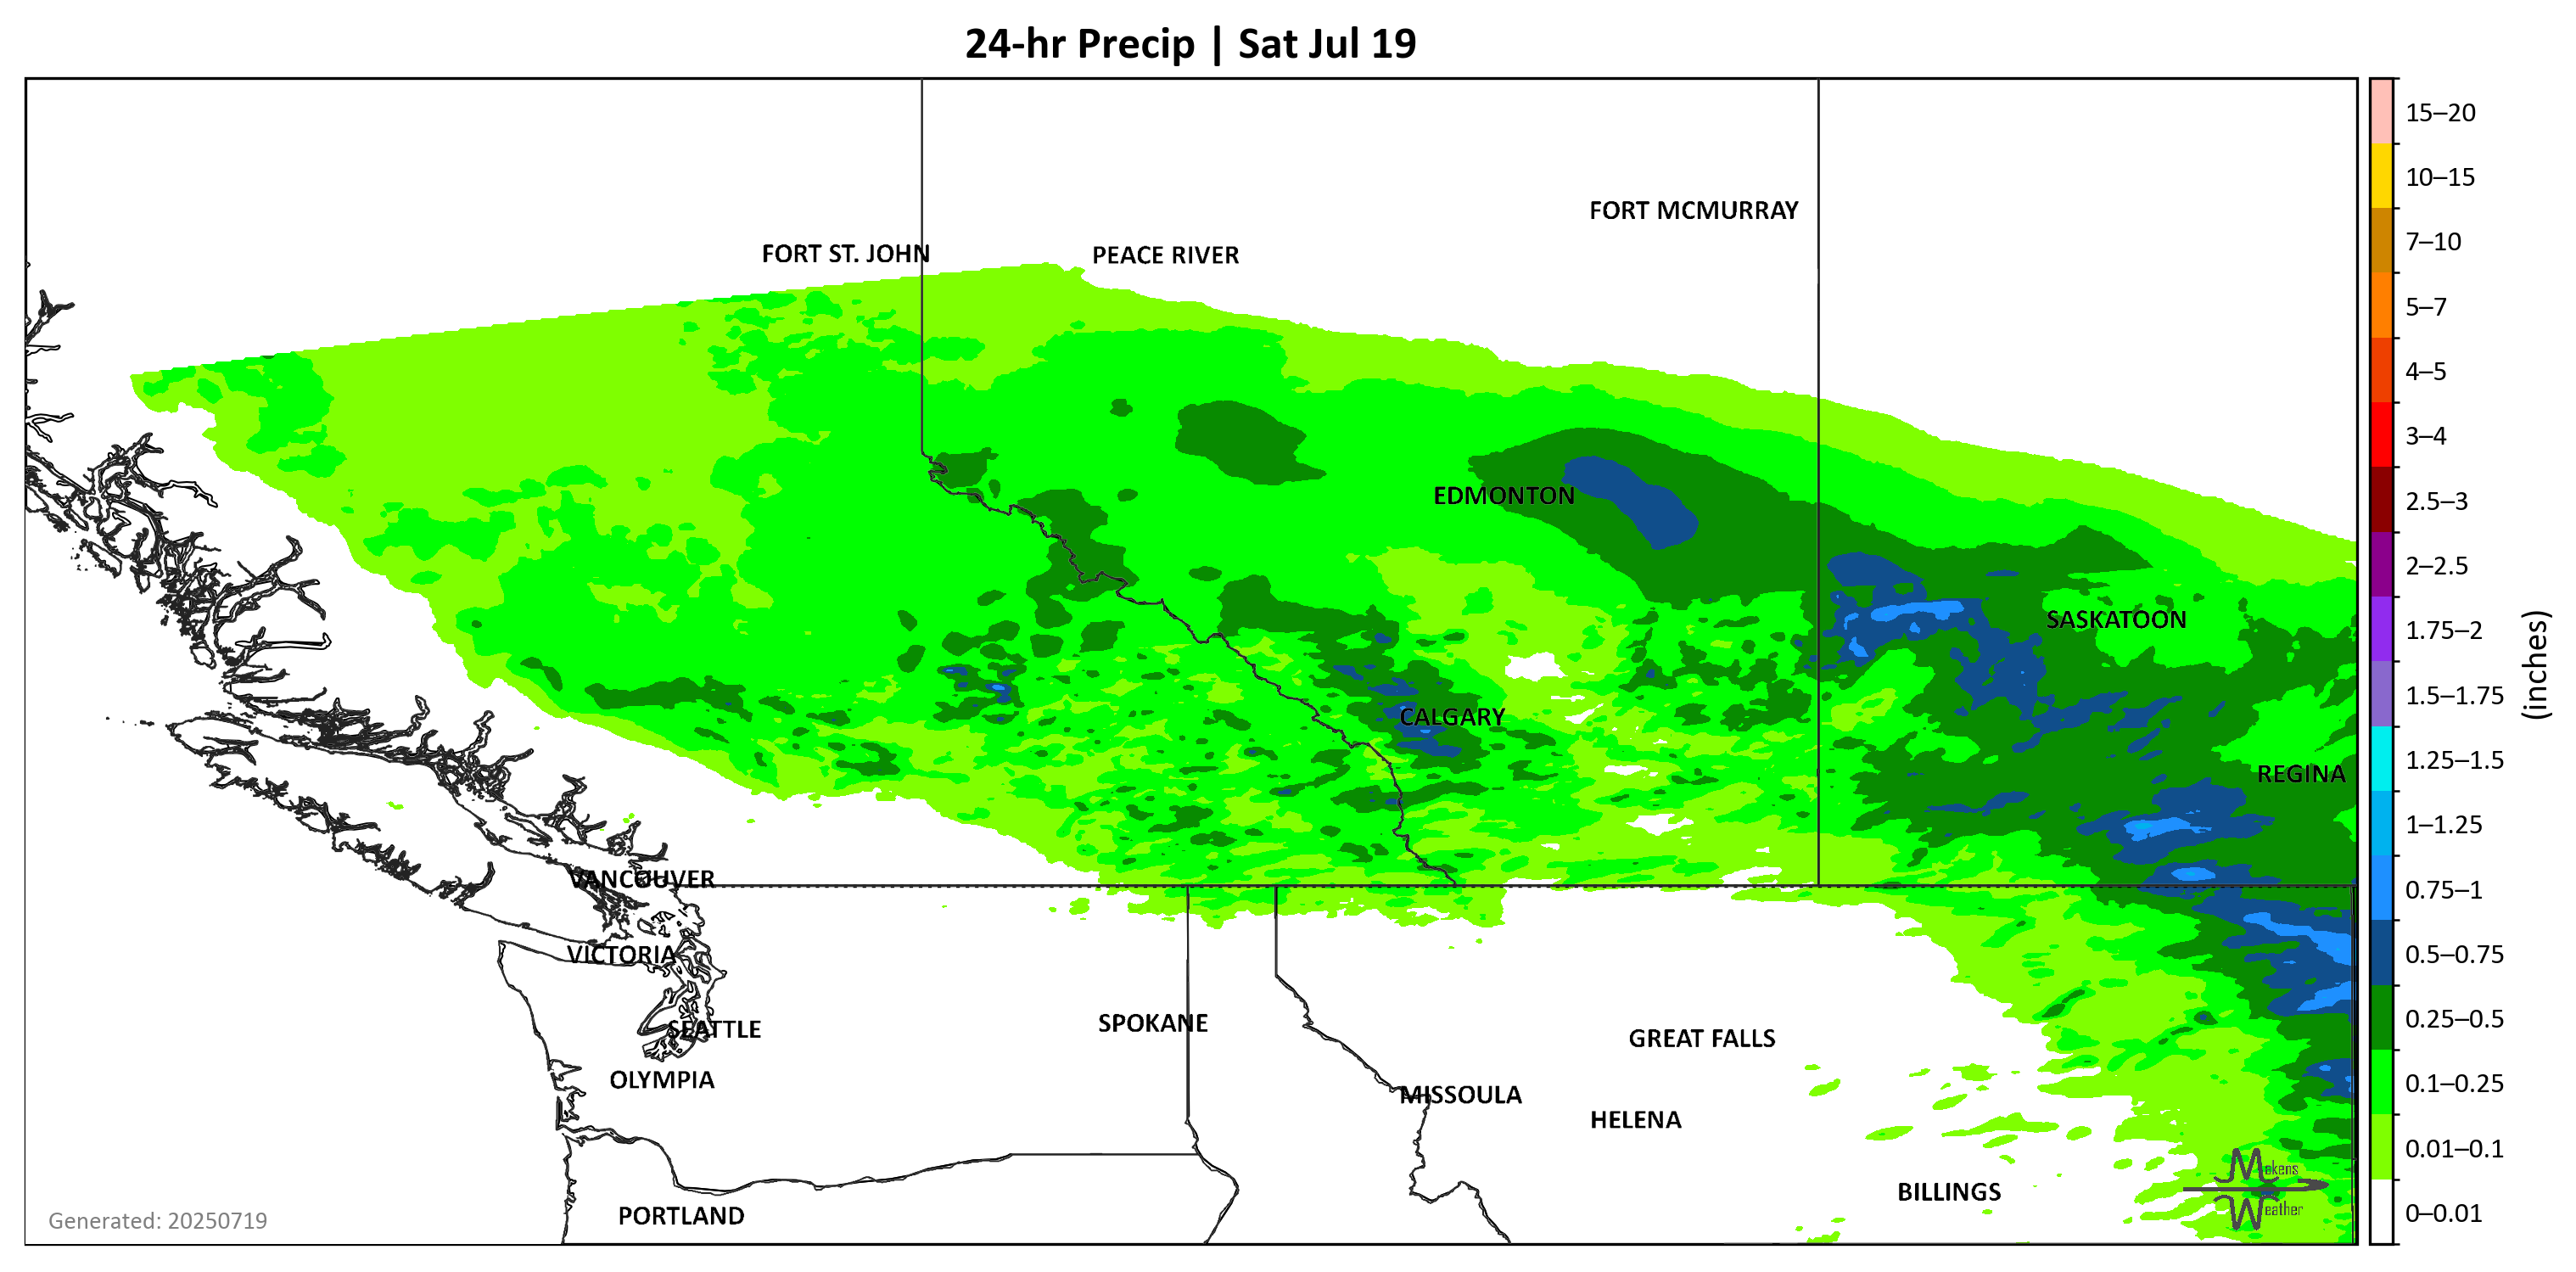 24-hr Precip | Sat Jul 19
15–20
10–15
FORT MCMURRAY
7–10
FORT ST. JOHN
PEACE RIVER
5–7
4–5
3–4
EDMONTON
2.5–3
2–2.5
SASKATOON
1.75–2
(inches)
1.5–1.75
CALGARY
REGINA
1.25–1.5
1–1.25
VANCOUVER
0.75–1
VICTORIA
0.5–0.75
SPOKANE
0.25–0.5
SEATTLE
GREAT FALLS
OLYMPIA
0.1–0.25
MISSOULA
HELENA
0.01–0.1
Mckens
Weather
BILLINGS
PORTLAND
0–0.01
Generated: 20250719